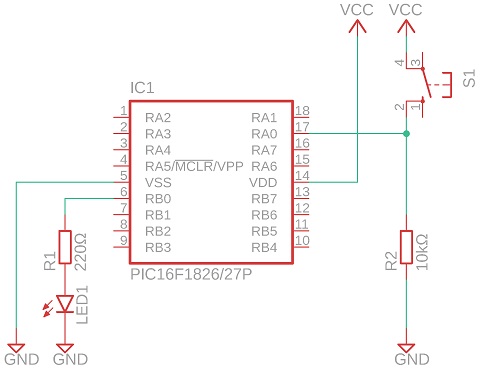 VCC VCC
4 3
S1
2 1
IC1
1 RA2 RA1 18
2 RA3 RA0 17
3 RA4 RA7 16
4 RA5/MCLR/VPP RA6 15
5 VSS VDD 14
6 RB0 RB7 13
7 RB1 RB6 12
8 RB2 RB5 11
9 RB3 RB4 10
PIC16F1826/27P
R1
220Ω
LED1
R2
10kΩ
GND GND GND